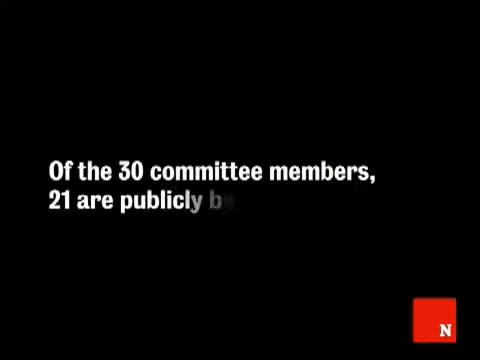 Of the 30 committee members,
21 are publicly
N